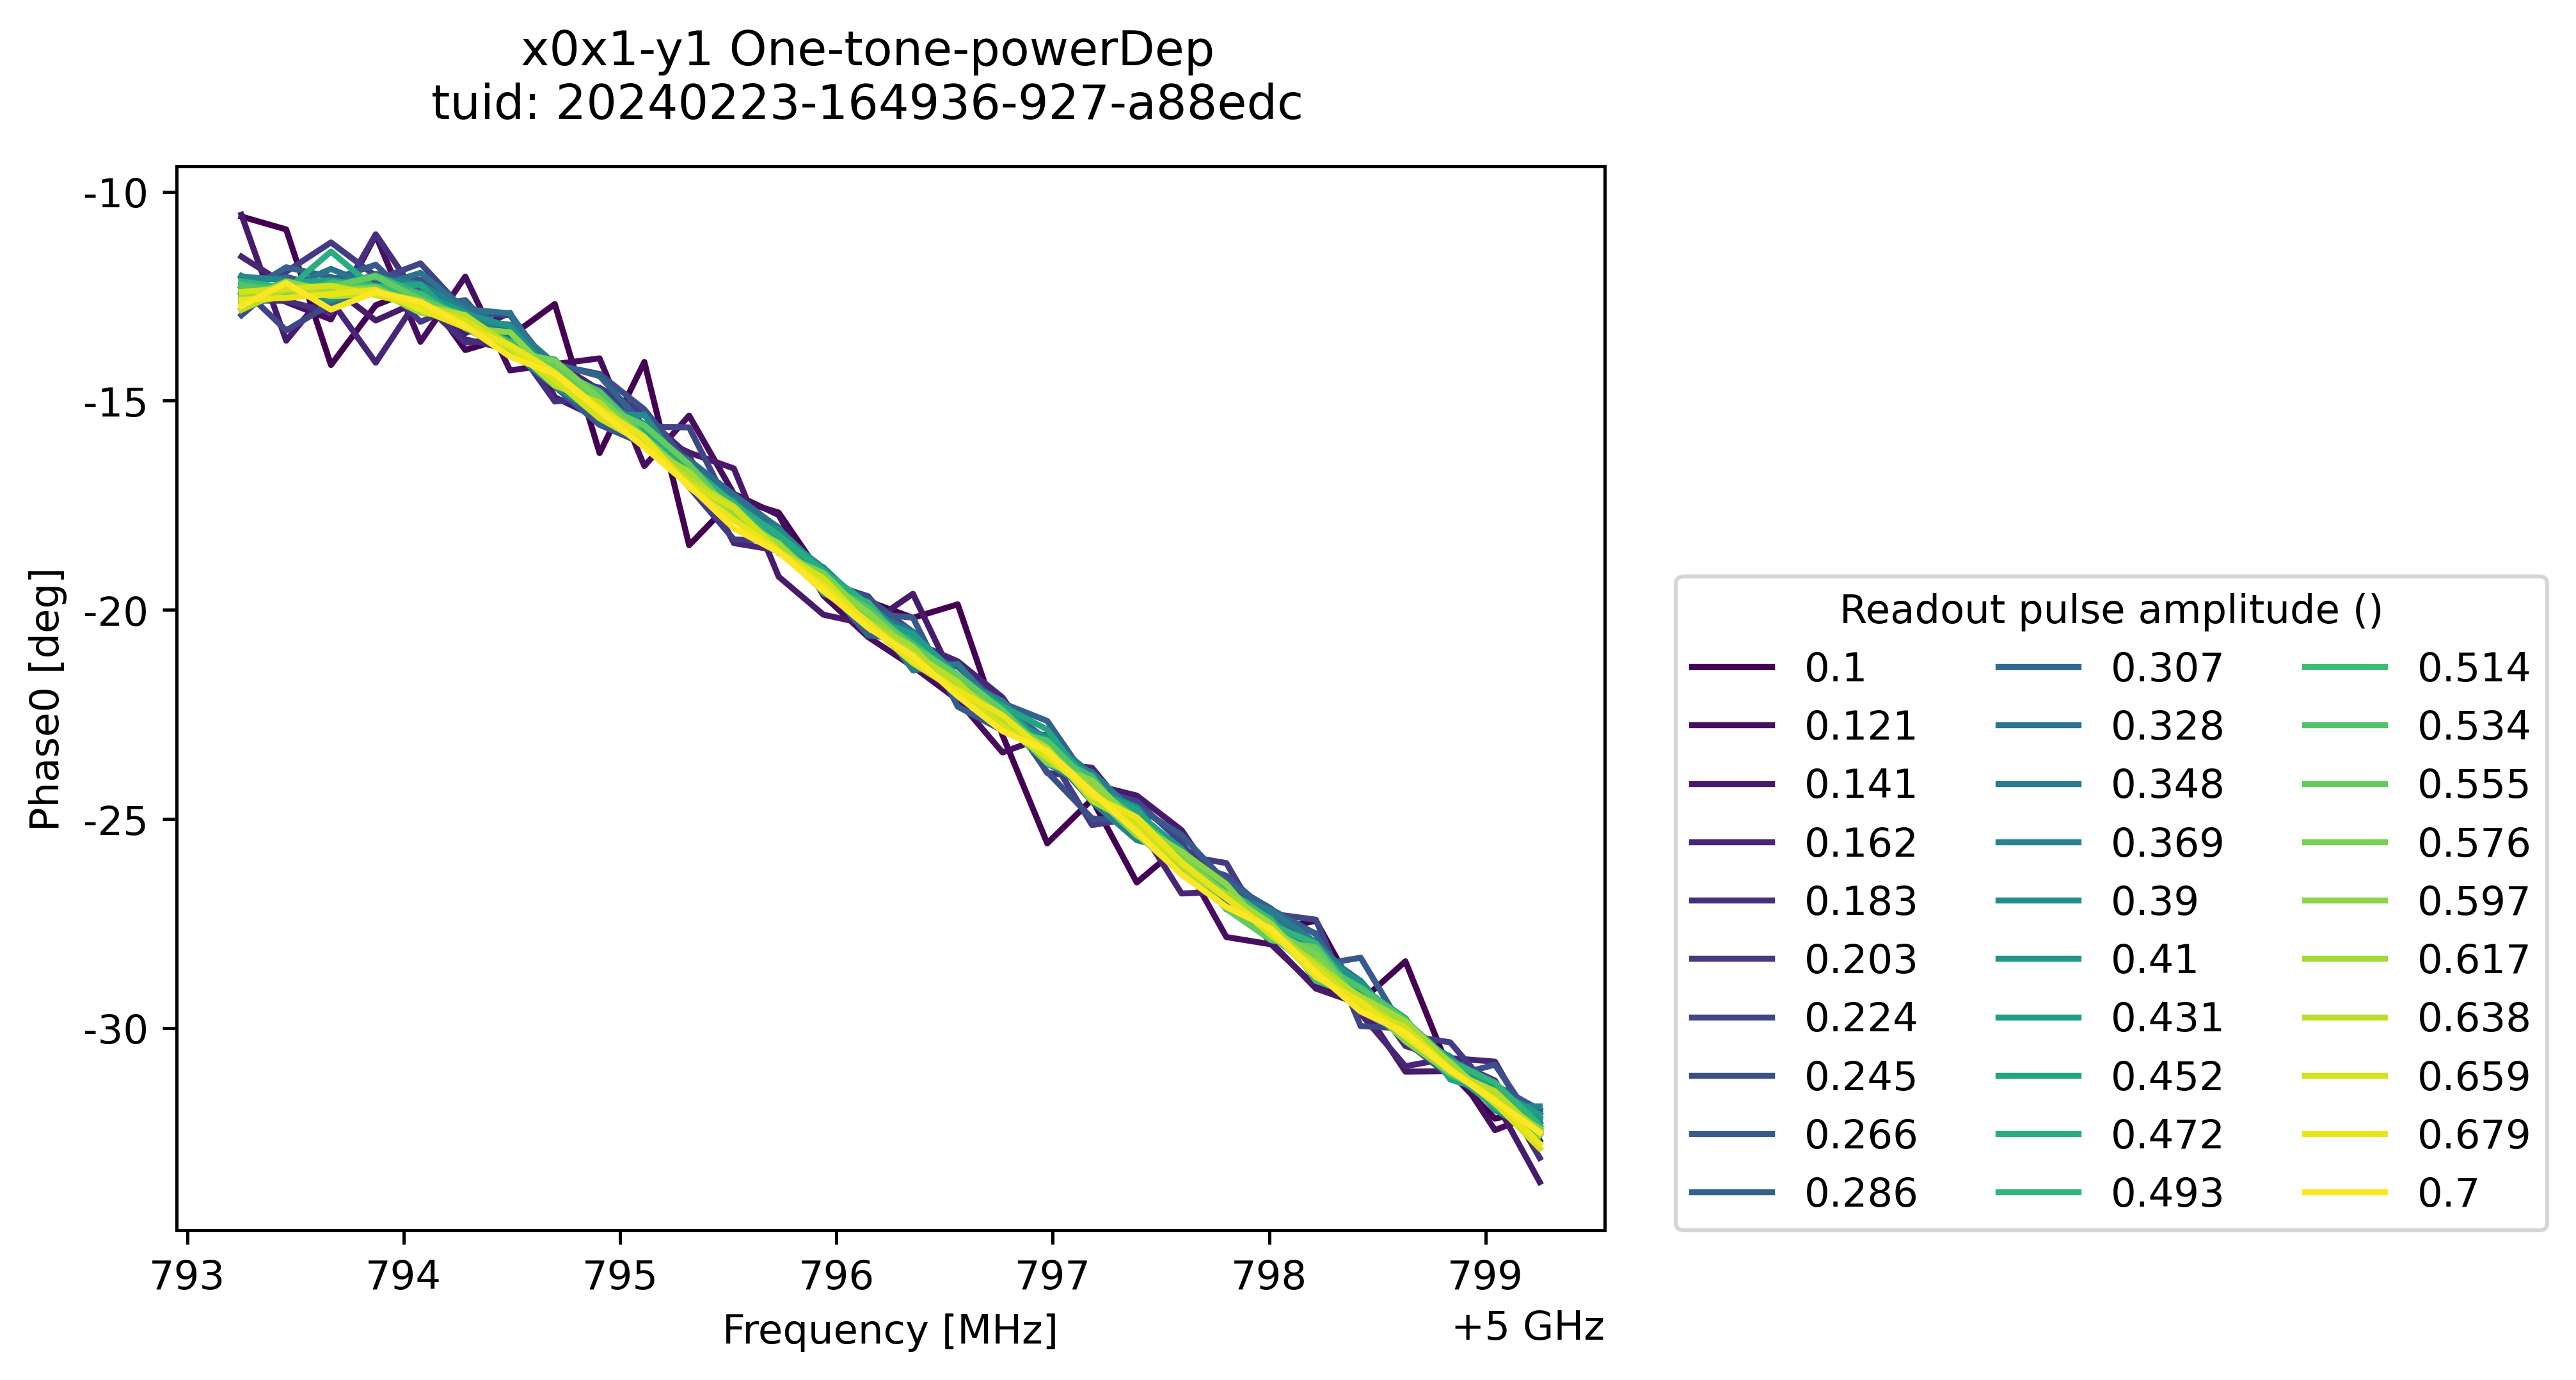 x0x1-y1 One-tone-powerDep
tuid: 20240223-164936-927-a88edc
Phase0 [deg]
-10
-15
-20
-25
-30
793 794 795 796 797 798 799
Frequency [MHz]
+5 GHz
Readout pulse amplitude ()
0.1 0.307 0.514
0.121 0.328 0.534
0.141 0.348 0.555
0.162 0.369 0.576
0.183 0.39 0.597
0.203 0.41 0.617
0.224 0.431 0.638
0.245 0.452 0.659
0.266 0.472 0.679
0.286 0.493 0.7